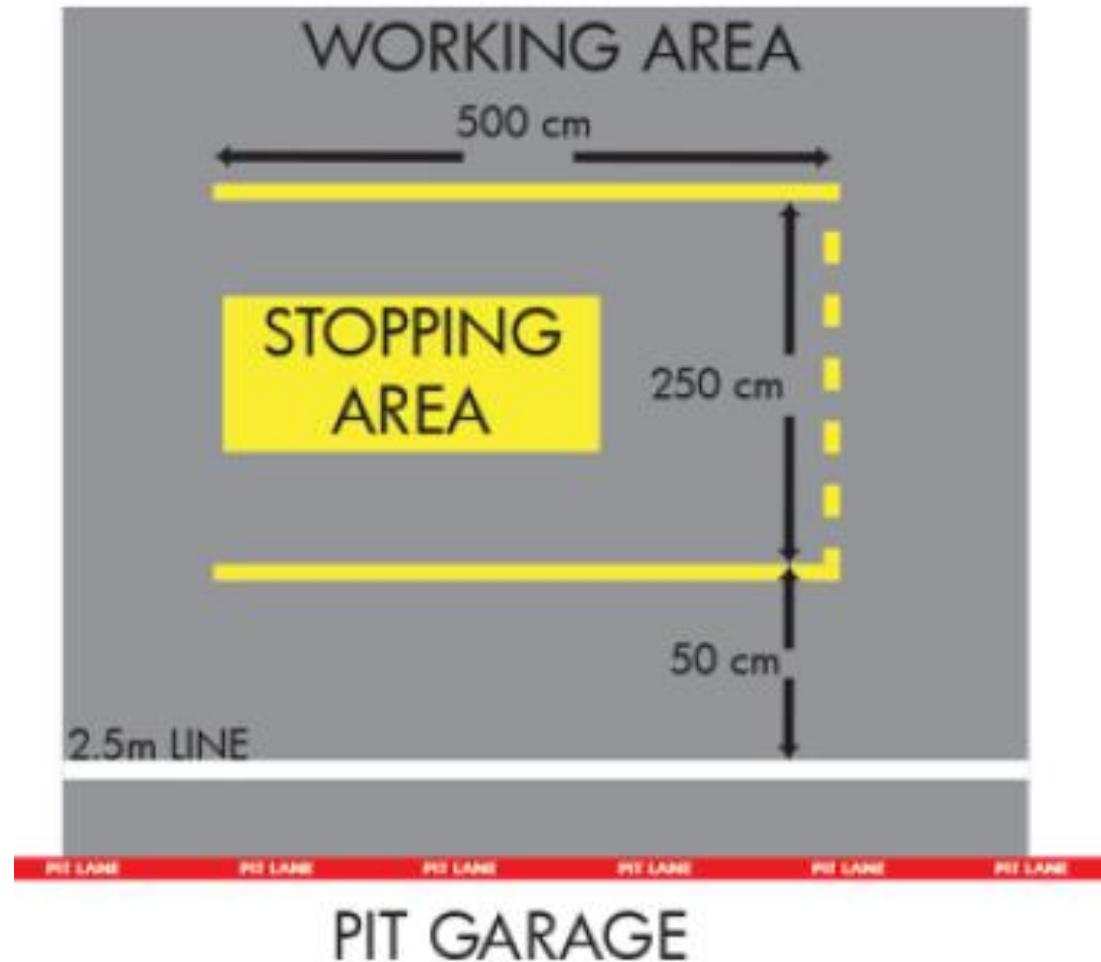 WORKING AREA
500 cm
STOPPING
AREA
250 cm
50 cm
2.5m LINE
PIT LANE PIT LANE PIT LANE PIT LANE PIT LANE PIT LANE
PIT GARAGE